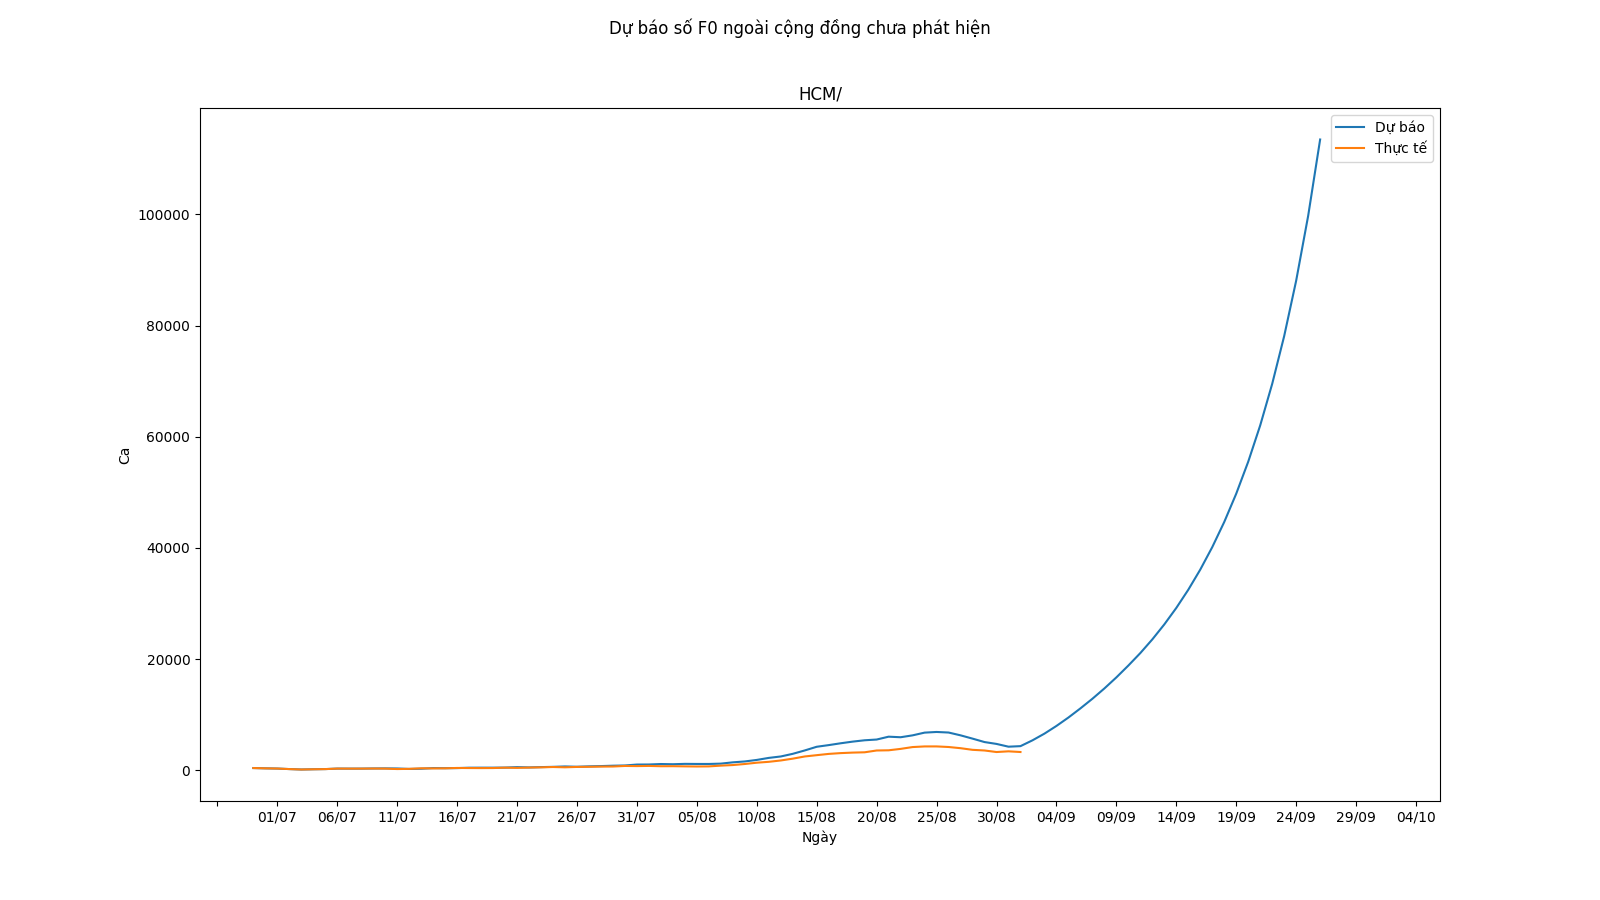 Dự báo số F0 ngoài cộng đồng chưa phát hiện
HCM/
Dự báo
Thực tế
100000
80000
60000
40000
20000
0
Ca
01/07 06/07 11/07 16/07 21/07 26/07 31/07 05/08 10/08 15/08 20/08 25/08 30/08 04/09 09/09 14/09 19/09 24/09 29/09 04/10
Ngày